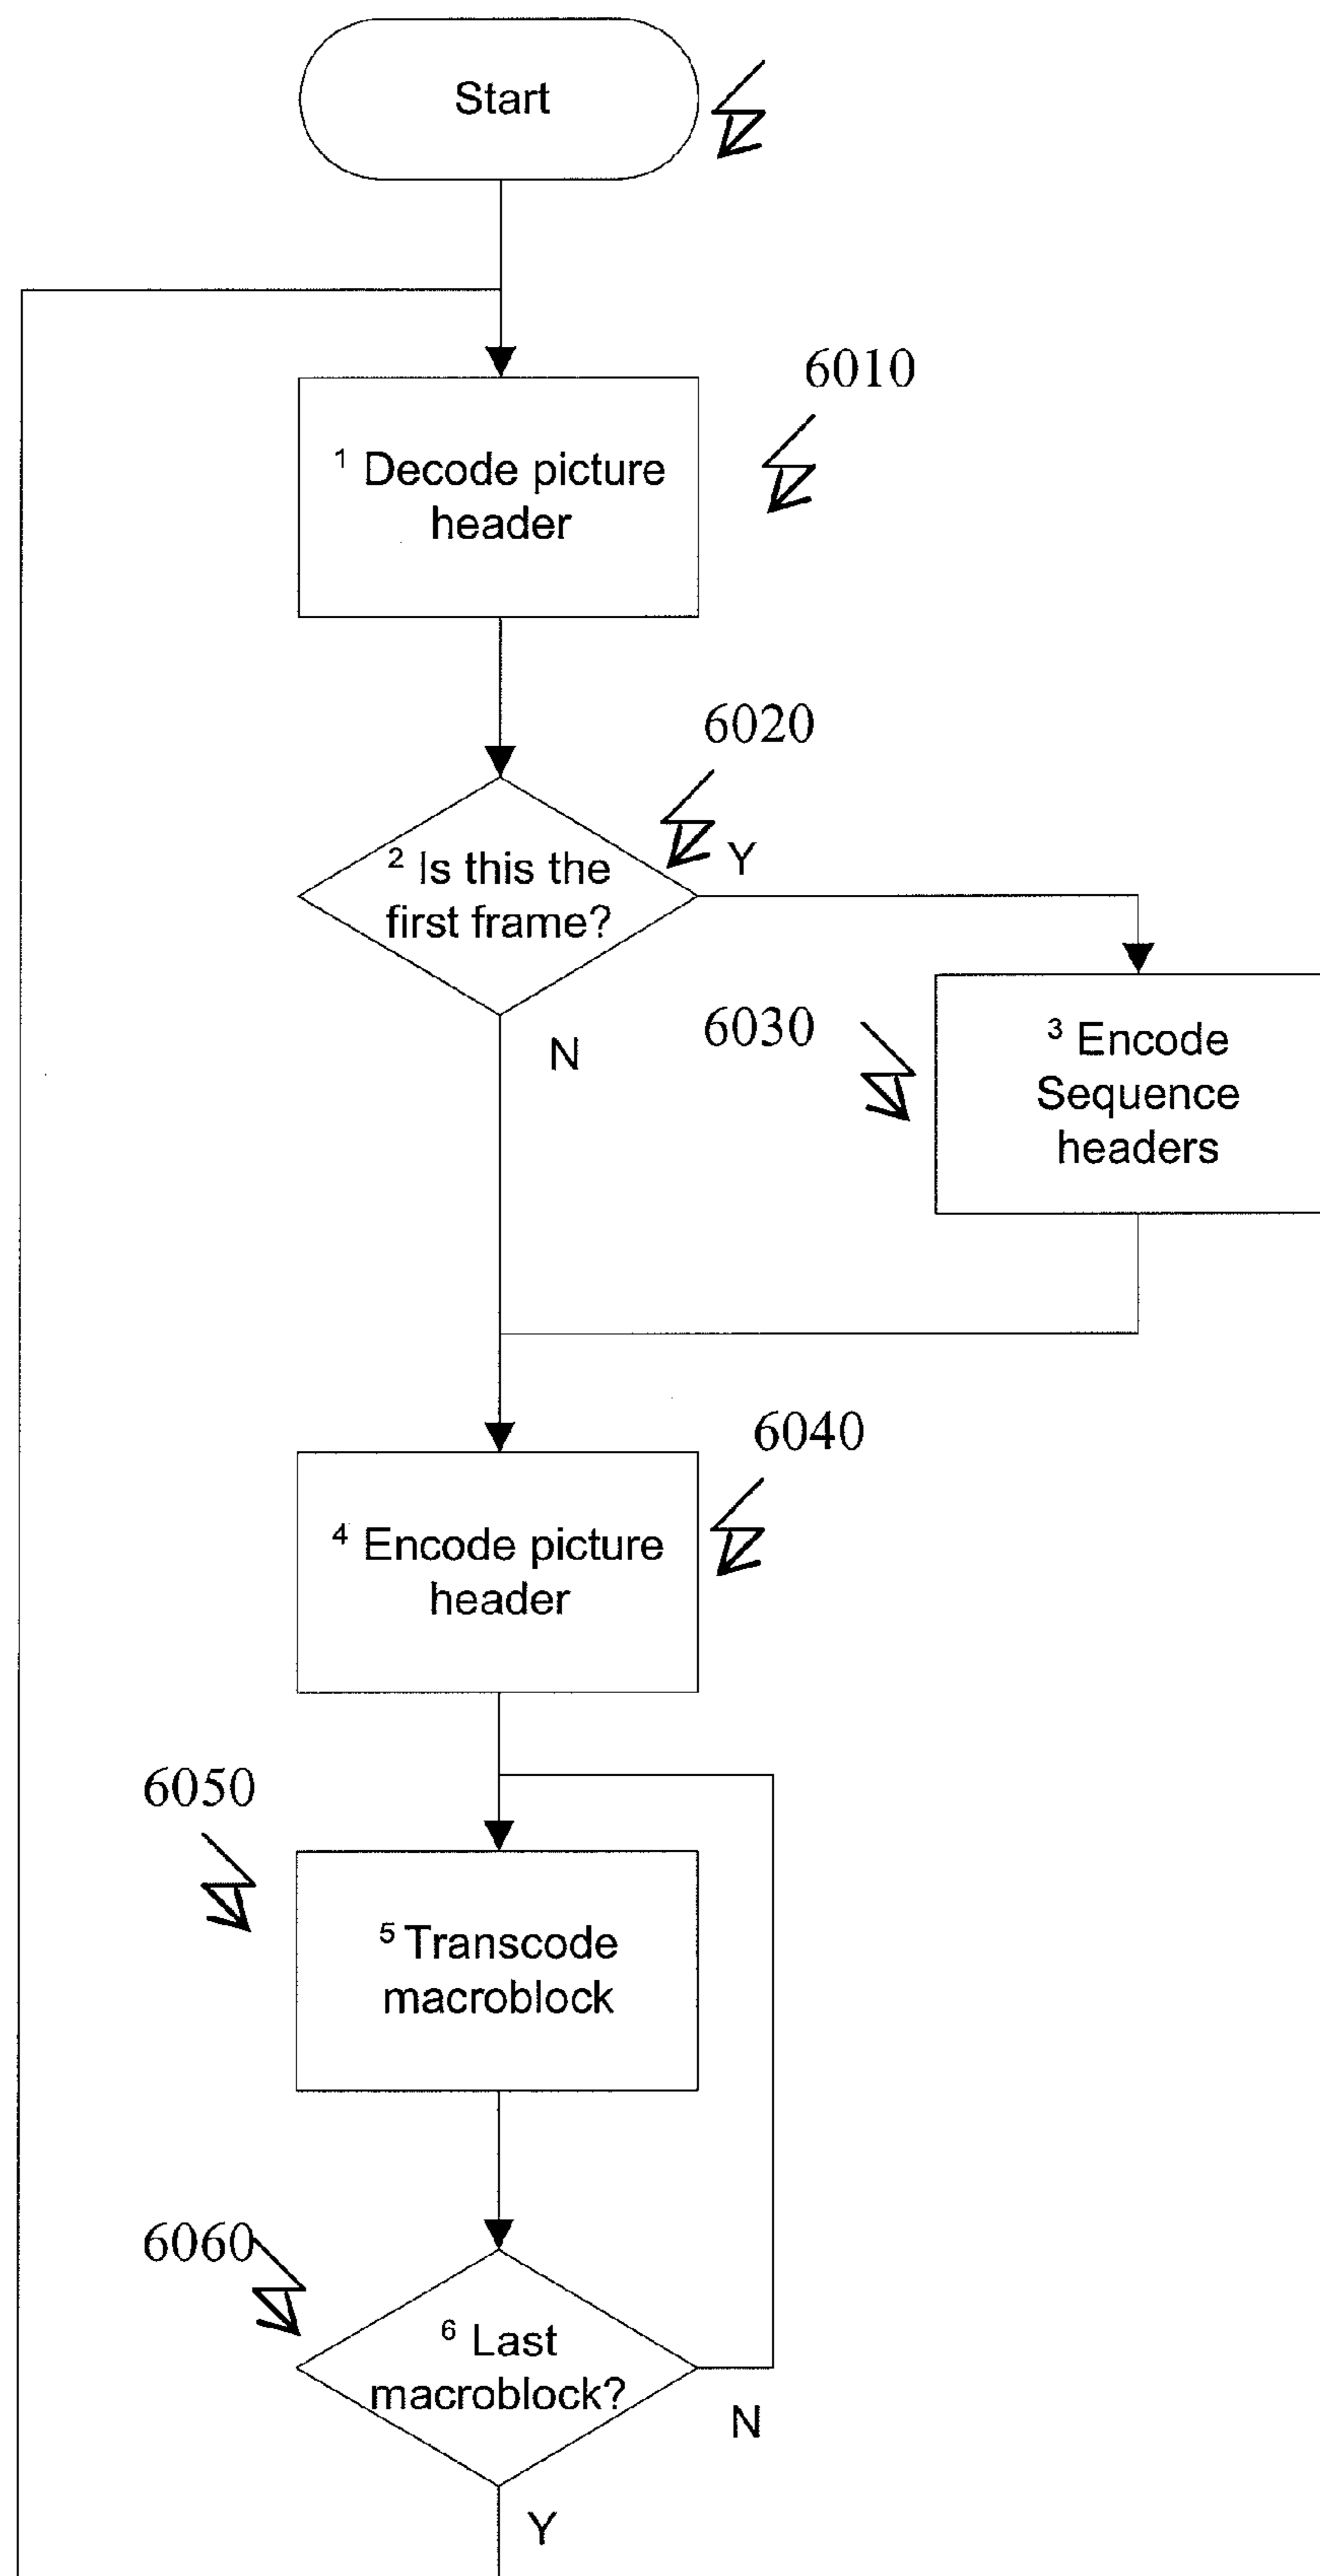 Start
6010
1 Decode picture
header
6020
2 Is this the
first frame?
Y
N
6030
3 Encode
Sequence
headers
6040
4 Encode picture
header
6050
5 Transcode
macroblock
6060
6 Last
macroblock?
N
Y